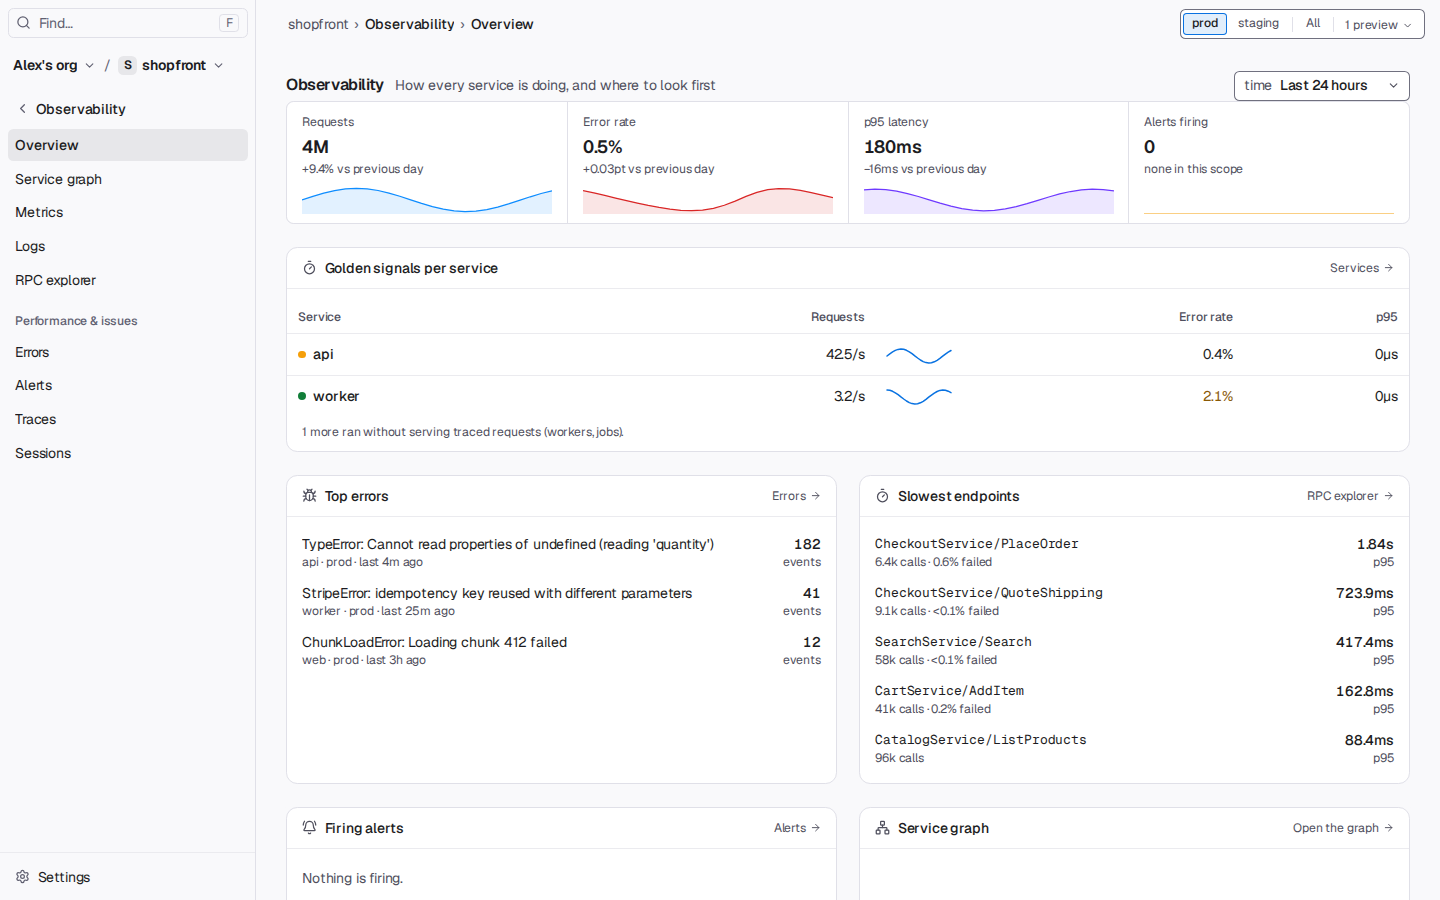 Find... F
Alex's org / S shopfront
Observability
Overview
Service graph
Metrics
Logs
RPC explorer
Performance & issues
Errors
Alerts
Traces
Sessions
Settings
shopfront › Observability › Overview
prod staging All 1 preview
Observability How every service is doing, and where to look first
time Last 24 hours
Requests
4M
+9.4% vs previous day
Error rate
0.5%
+0.03pt vs previous day
p95 latency
180ms
−16ms vs previous day
Alerts firing
0
none in this scope
Golden signals per service Services →
Service Requests Error rate p95
api 42.5/s 0.4% 0µs
worker 3.2/s 2.1% 0µs
1 more ran without serving traced requests (workers, jobs).
Top errors Errors →
TypeError: Cannot read properties of undefined (reading 'quantity') 182
api · prod · last 4m ago events
StripeError: idempotency key reused with different parameters 41
worker · prod · last 25m ago events
ChunkLoadError: Loading chunk 412 failed 12
web · prod · last 3h ago events
Slowest endpoints RPC explorer →
CheckoutService/PlaceOrder 1.84s
6.4k calls · 0.6% failed p95
CheckoutService/QuoteShipping 723.9ms
9.1k calls · <0.1% failed p95
SearchService/Search 417.4ms
58k calls · <0.1% failed p95
CartService/AddItem 162.8ms
41k calls · 0.2% failed p95
CatalogService/ListProducts 88.4ms
96k calls p95
Firing alerts Alerts →
Nothing is firing.
Service graph Open the graph →